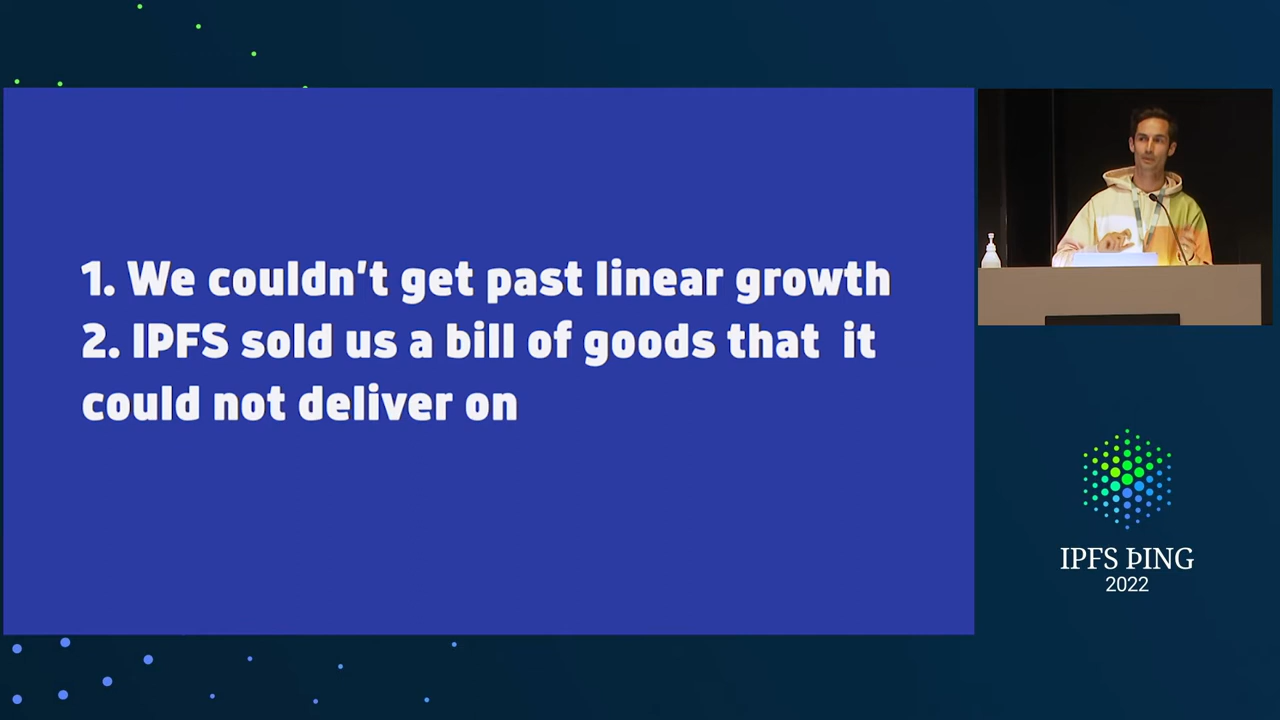 1. We couldn't get past linear growth
2. IPFS sold us a bill of goods that  it
could not deliver on
IPFS ÞING
2022